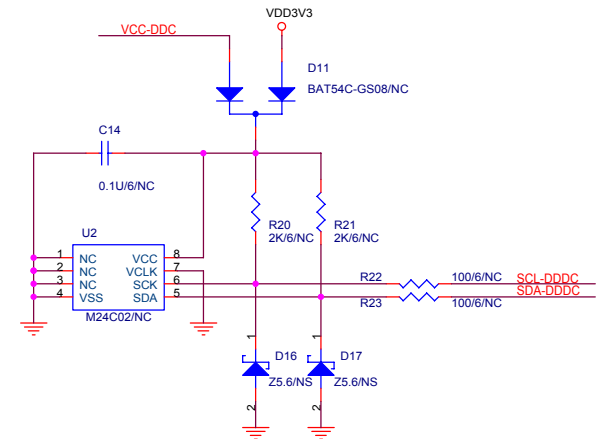 VDD3V3
VCC-DDC
D11
BAT54C-GS08/NC
C14
0.1U/6/NC
R20
2K/6/NC
R21
2K/6/NC
U2
1 NC VCC 8
2 NC VCLK 7
3 NC SCK 6
4 VSS SDA 5
M24C02/NC
R22 100/6/NC SCL-DDDC
R23 100/6/NC SDA-DDDC
1 D16
Z5.6/NS
2
1 D17
Z5.6/NS
2